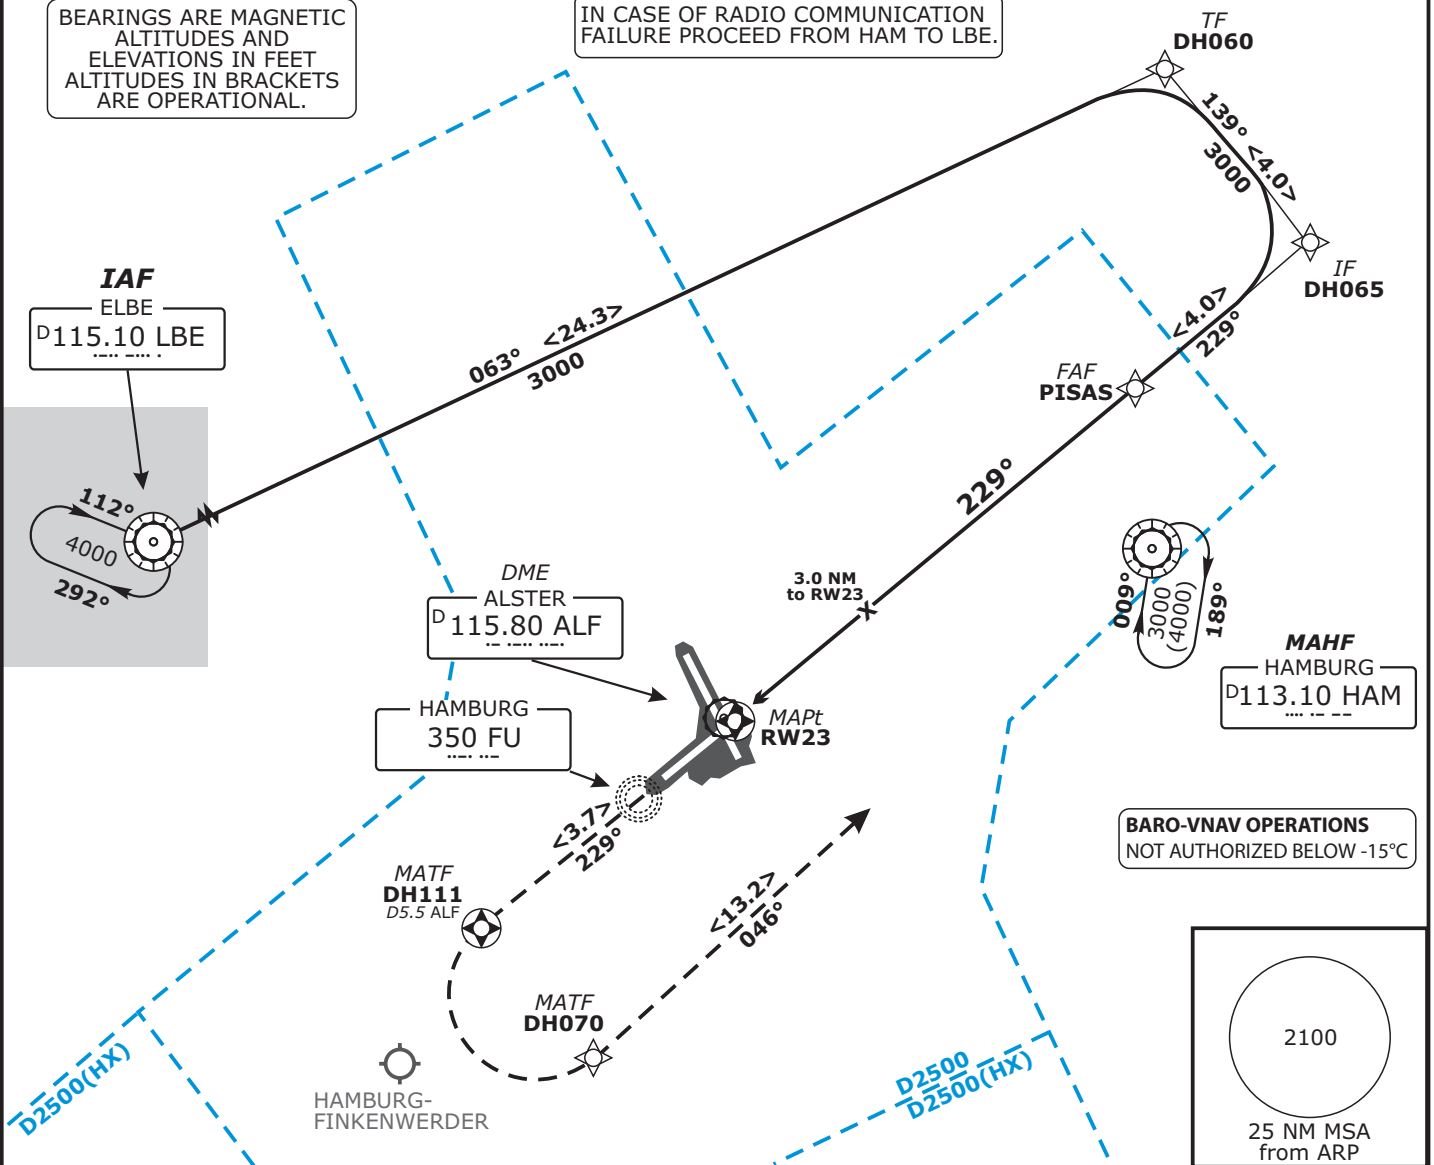 BEARINGS ARE MAGNETIC
ALTITUDES AND
ELEVATIONS IN FEET
ALTITUDES IN BRACKETS
ARE OPERATIONAL.
IN CASE OF RADIO COMMUNICATION
FAILURE PROCEED FROM HAM TO LBE.
TF
DH060
139° <4.0>
3000
IF
DH065
<4.0>
229°
IAF
ELBE
D115.10 LBE
063° <24.3>
3000
FAF
PISAS
229°
112°
4000
292°
3.0 NM
to RW23
DME
ALSTER
D 115.80 ALF
009°
3000
(4000)
189°
MAHF
HAMBURG
D113.10 HAM
HAMBURG
350 FU
MAPt
RW23
<3.7>
229°
MATF
DH111
D5.5 ALF
<13.2>
046°
BARO-VNAV OPERATIONS
NOT AUTHORIZED BELOW -15°C
MATF
DH070
HAMBURG-
FINKENWERDER
D2500(HX)
D2500
D2500(HX)
2100
25 NM MSA
from ARP